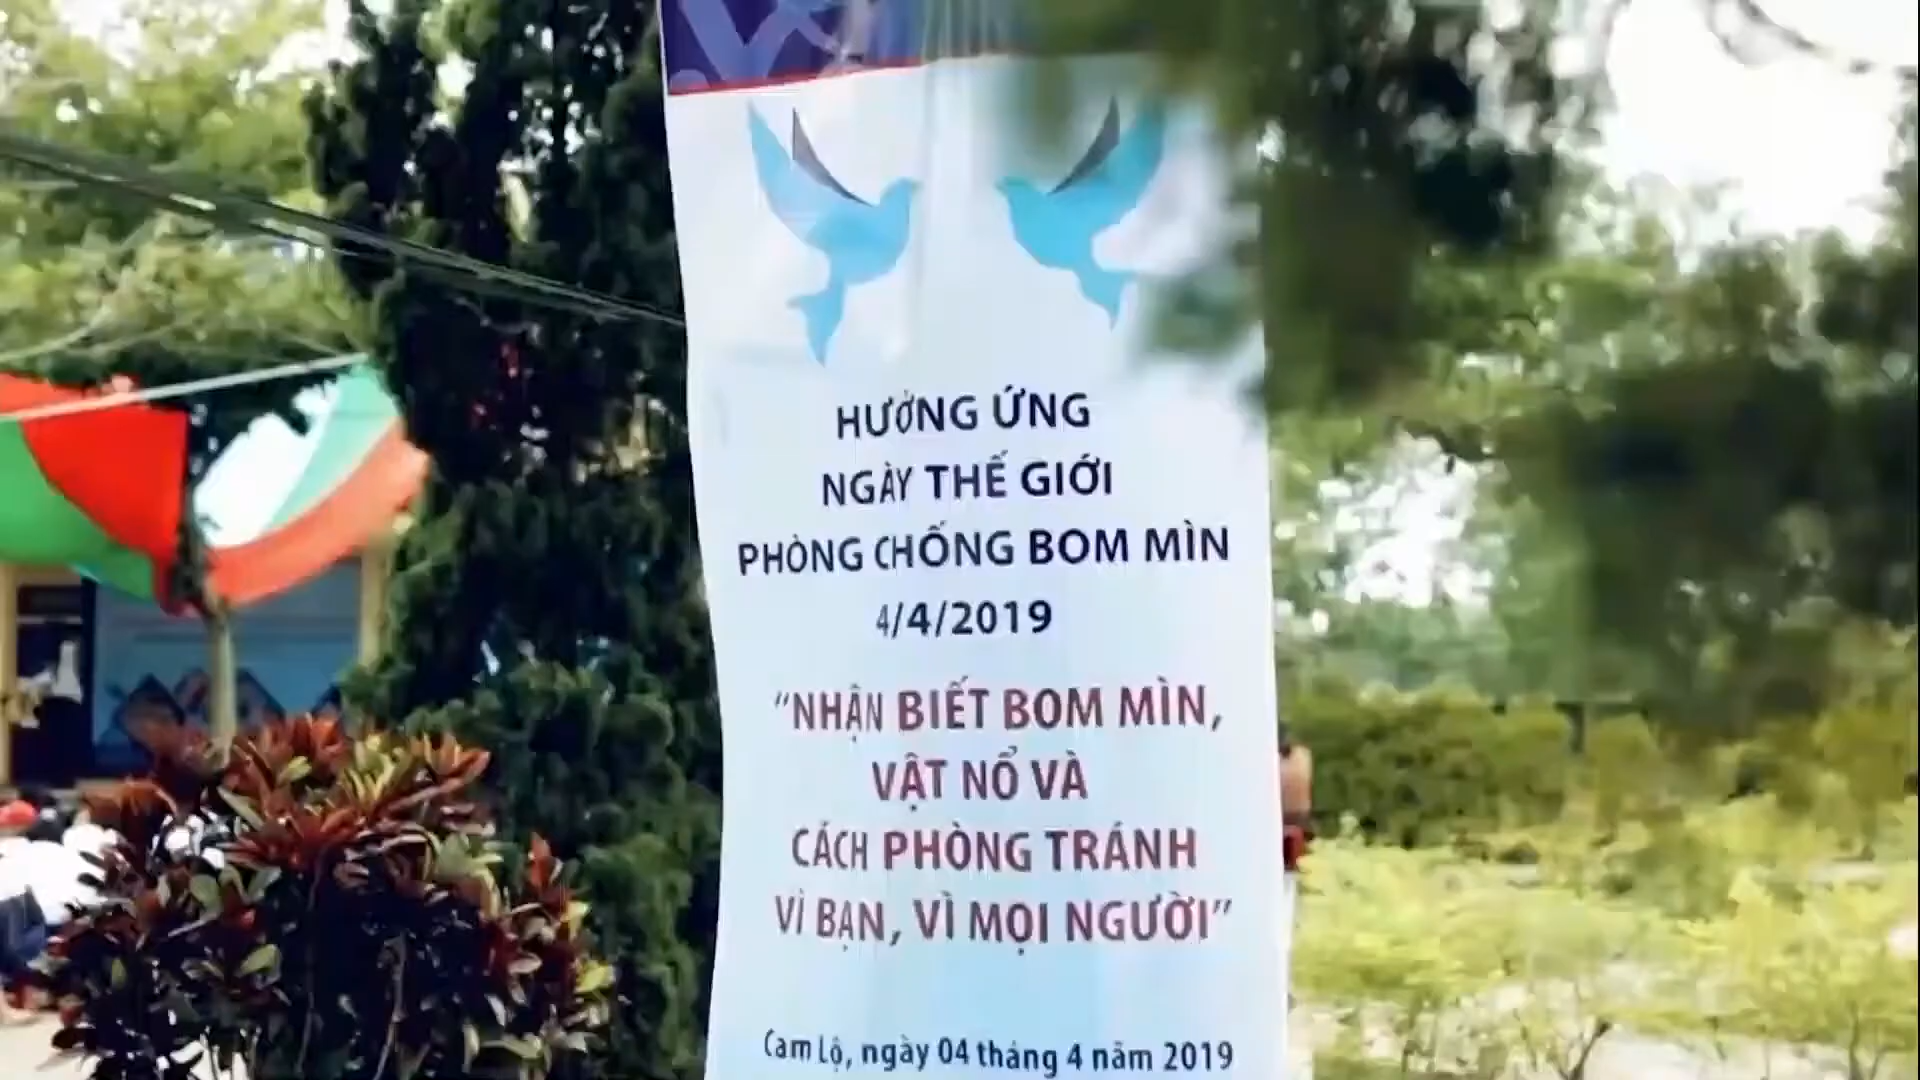 HƯỞNG ỨNG
NGÀY THẾ GIỚI
PHÒNG CHỐNG BOM MÌN
4/4/2019
“NHẬN BIẾT BOM MÌN,
VẬT NỔ VÀ
CÁCH PHÒNG TRÁNH
VÌ BẠN, VÌ MỌI NGƯỜI”
Cam Lộ, ngày 04 tháng 4 năm 2019